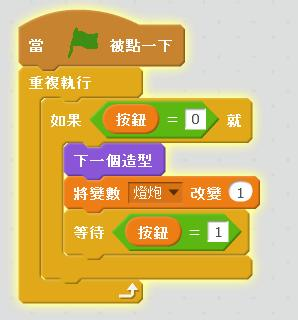 當 被點一下
重複執行
如果 按鈕 = 0 就
下一個造型
將變數 燈炮 改變 1
等待 按鈕 = 1